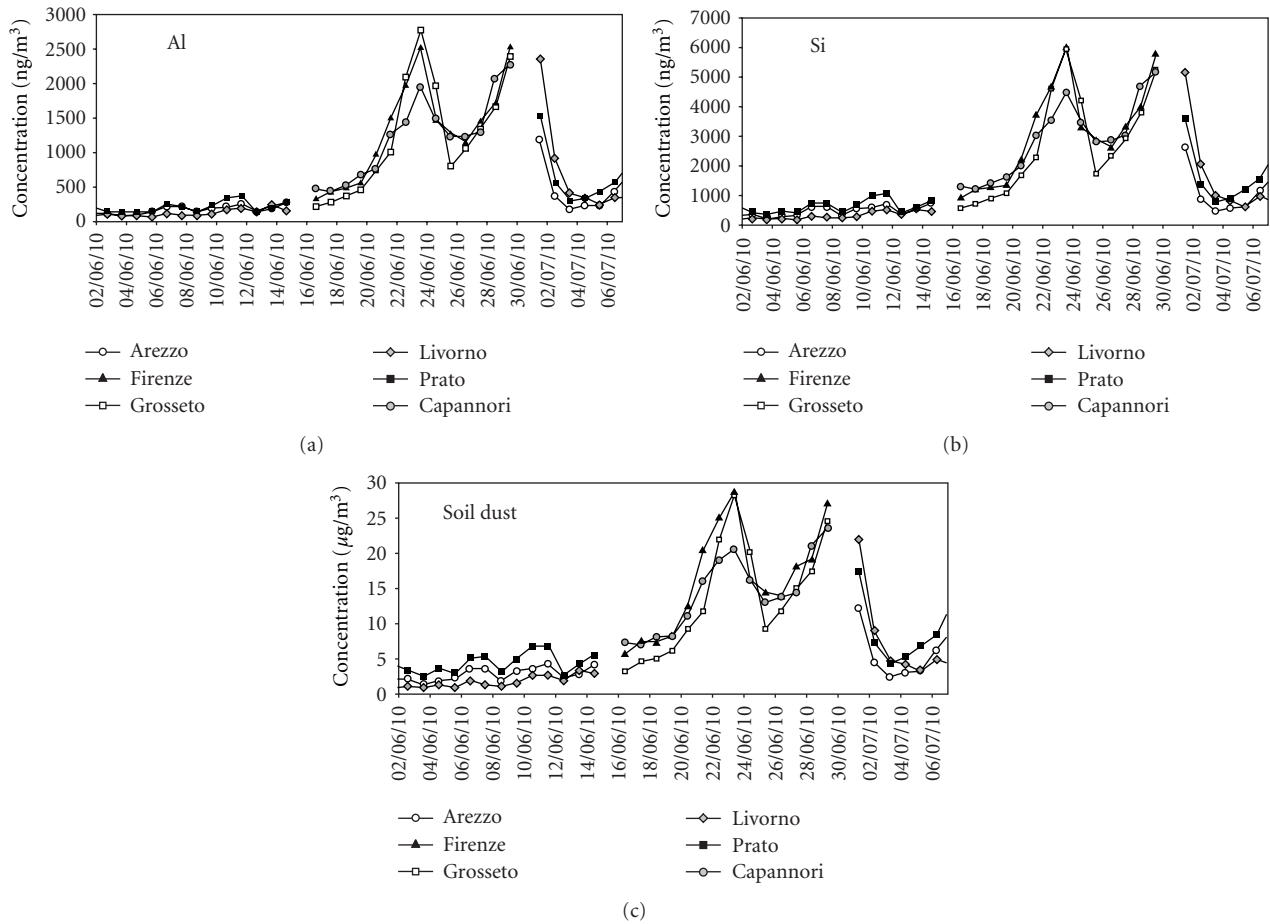 Al
Concentration (ng/m³)
3000
2500
2000
1500
1000
500
0
02/06/10
04/06/10
06/06/10
08/06/10
10/06/10
12/06/10
14/06/10
16/06/10
18/06/10
20/06/10
22/06/10
24/06/10
26/06/10
28/06/10
30/06/10
02/07/10
04/07/10
06/07/10
Arezzo
Firenze
Grosseto
Livorno
Prato
Capannori
(a)
Si
Concentration (ng/m³)
7000
6000
5000
4000
3000
2000
1000
0
02/06/10
04/06/10
06/06/10
08/06/10
10/06/10
12/06/10
14/06/10
16/06/10
18/06/10
20/06/10
22/06/10
24/06/10
26/06/10
28/06/10
30/06/10
02/07/10
04/07/10
06/07/10
Arezzo
Firenze
Grosseto
Livorno
Prato
Capannori
(b)
Soil dust
Concentration (µg/m³)
30
25
20
15
10
5
0
02/06/10
04/06/10
06/06/10
08/06/10
10/06/10
12/06/10
14/06/10
16/06/10
18/06/10
20/06/10
22/06/10
24/06/10
26/06/10
28/06/10
30/06/10
02/07/10
04/07/10
06/07/10
Arezzo
Firenze
Grosseto
Livorno
Prato
Capannori
(c)